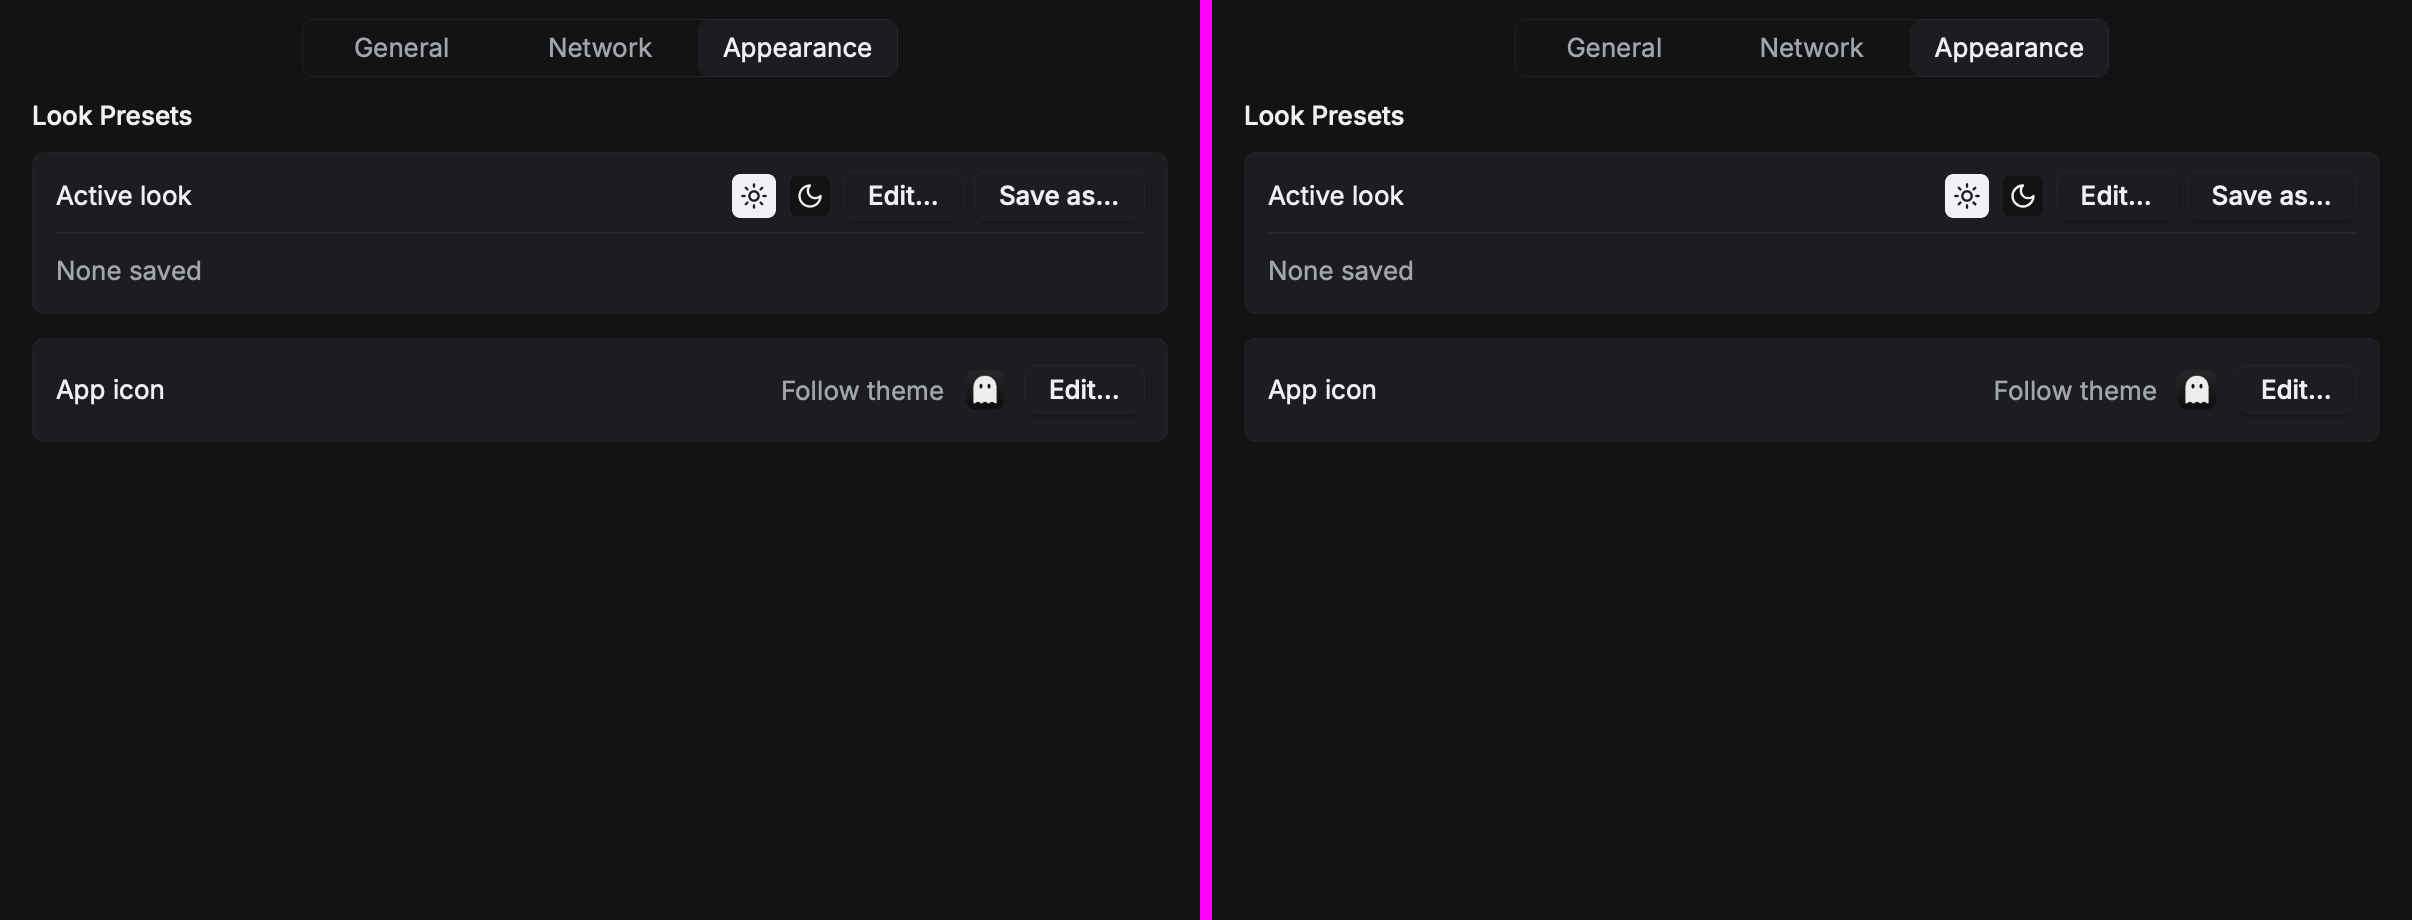 General Network Appearance
Look Presets
Active look Edit... Save as...
None saved
App icon Follow theme Edit...
General Network Appearance
Look Presets
Active look Edit... Save as...
None saved
App icon Follow theme Edit...